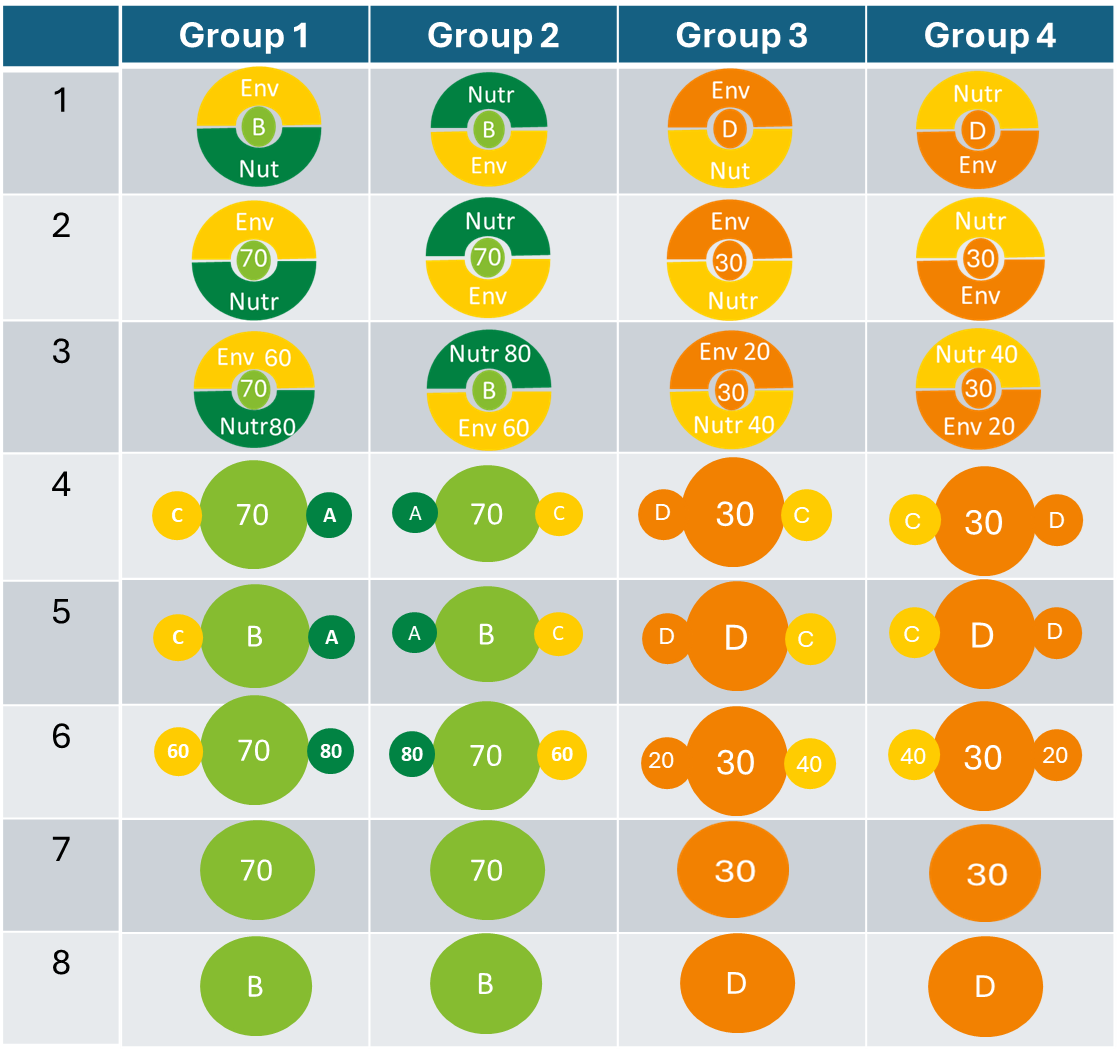 Group 1 Group 2 Group 3 Group 4
1
Env Nutr Env Nutr
B B D D
Nut Env Nut Env
2
Env Nutr Env Nutr
70 70 30 30
Nutr Env Nutr Env
3
Env 60 Nutr 80 Env 20 Nutr 40
70 B 30 30
Nutr80 Env 60 Nutr 40 Env 20
4
C 70 A A 70 C D 30 C C 30 D
5
C B A A B C D D C C D D
6
60 70 80 80 70 60 20 30 40 40 30 20
7
70 70 30 30
8
B B D D